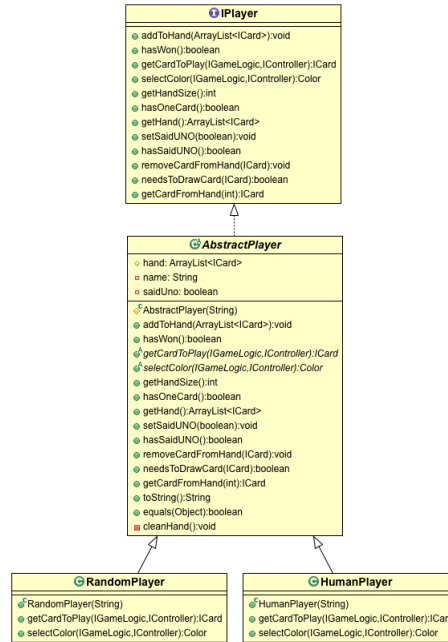 IPlayer
addToHand(ArrayList<ICard>):void
hasWon():boolean
getCardToPlay(IGameLogic,IController):ICard
selectColor(IGameLogic,IController):Color
getHandSize():int
hasOneCard():boolean
getHand():ArrayList<ICard>
setSaidUNO(boolean):void
hasSaidUNO():boolean
removeCardFromHand(ICard):void
needsToDrawCard(ICard):boolean
getCardFromHand(int):ICard
AbstractPlayer
hand: ArrayList<ICard>
name: String
saidUno: boolean
AbstractPlayer(String)
addToHand(ArrayList<ICard>):void
hasWon():boolean
getCardToPlay(IGameLogic,IController):ICard
selectColor(IGameLogic,IController):Color
getHandSize():int
hasOneCard():boolean
getHand():ArrayList<ICard>
setSaidUNO(boolean):void
hasSaidUNO():boolean
removeCardFromHand(ICard):void
needsToDrawCard(ICard):boolean
getCardFromHand(int):ICard
toString():String
equals(Object):boolean
cleanHand():void
RandomPlayer
RandomPlayer(String)
getCardToPlay(IGameLogic,IController):ICard
selectColor(IGameLogic,IController):Color
HumanPlayer
HumanPlayer(String)
getCardToPlay(IGameLogic,IController):ICard
selectColor(IGameLogic,IController):Color